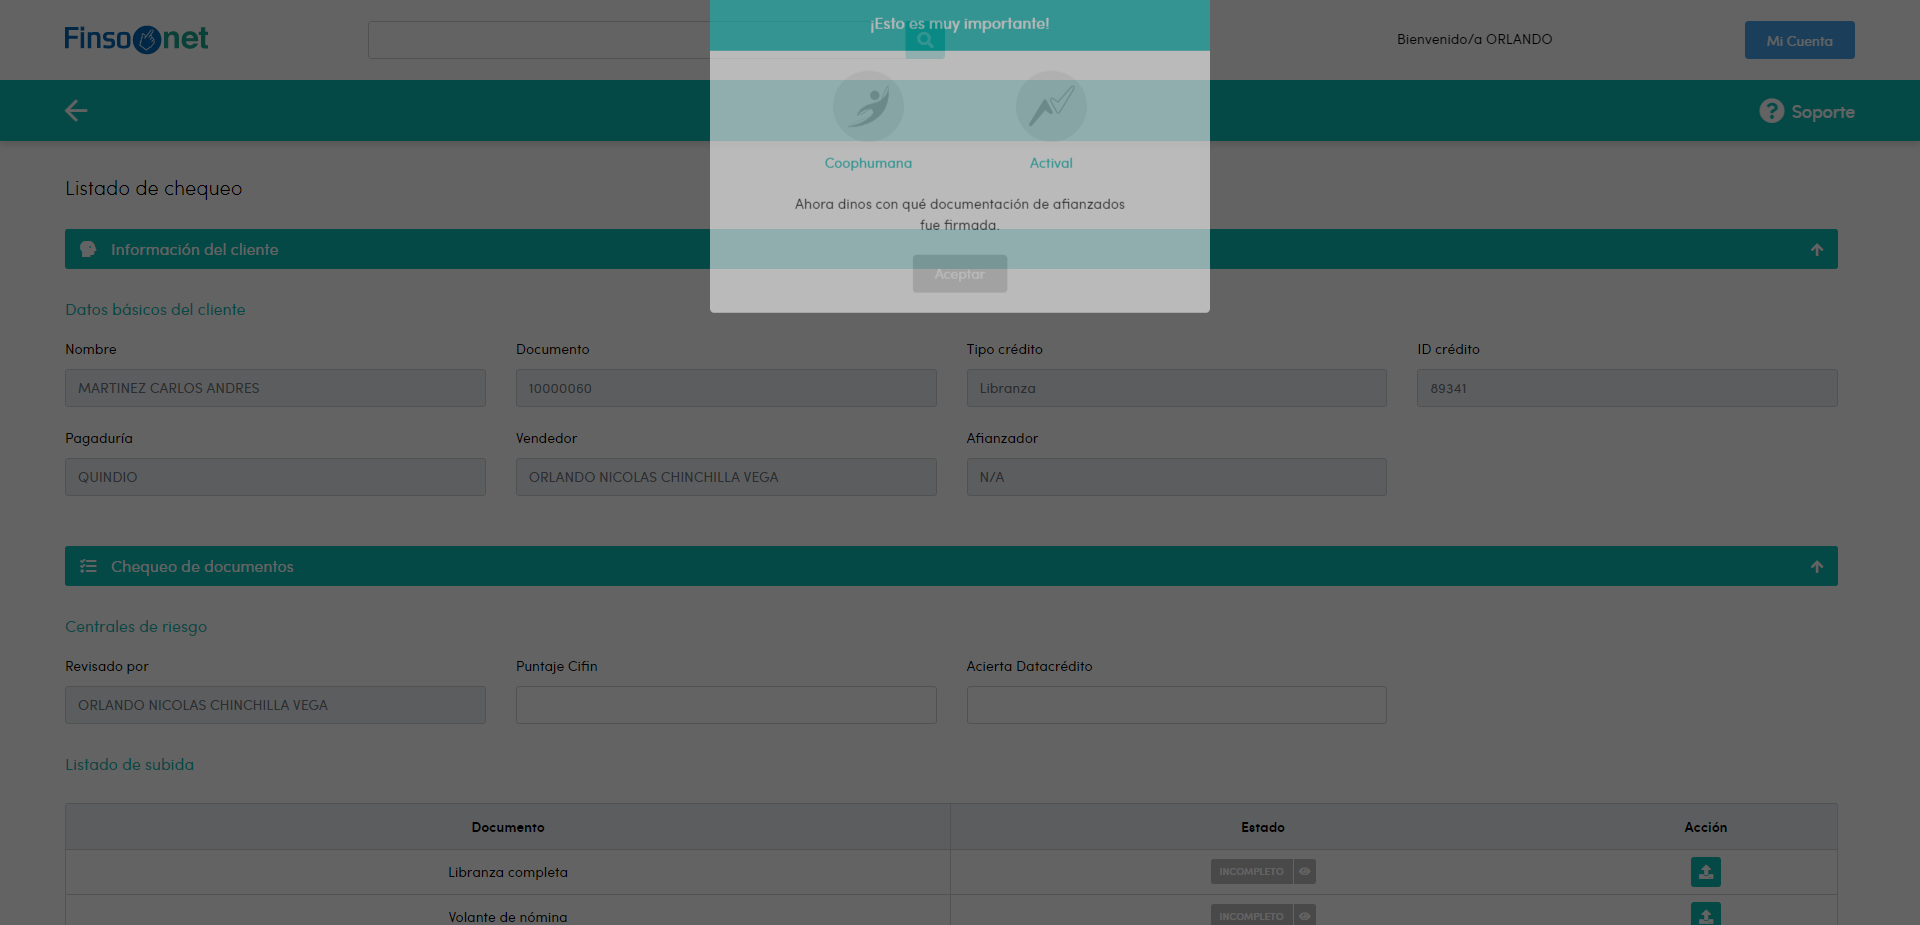 ¡Esto es muy importante!
Finsonet
Bienvenido/a ORLANDO
Mi Cuenta
Soporte
Coophumana
Actival
Ahora dinos con qué documentación de afianzados
fue firmada.
Aceptar
Listado de chequeo
Información del cliente
Datos básicos del cliente
Nombre
Documento
Tipo crédito
ID crédito
MARTINEZ CARLOS ANDRES
10000060
Libranza
89341
Pagaduría
Vendedor
Afianzador
QUINDIO
ORLANDO NICOLAS CHINCHILLA VEGA
N/A
Chequeo de documentos
Centrales de riesgo
Revisado por
Puntaje Cifin
Acierta Datacrédito
ORLANDO NICOLAS CHINCHILLA VEGA
Listado de subida
Documento
Estado
Acción
Libranza completa
INCOMPLETO
Volante de nómina
INCOMPLETO